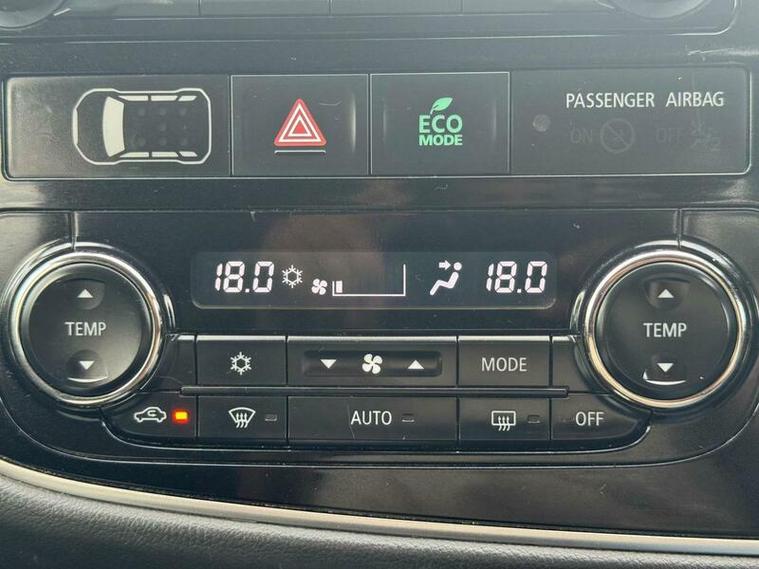 PASSENGER AIRBAG
ECO
MODE
ON OFF
18.0 18.0
TEMP
TEMP
MODE
AUTO
OFF